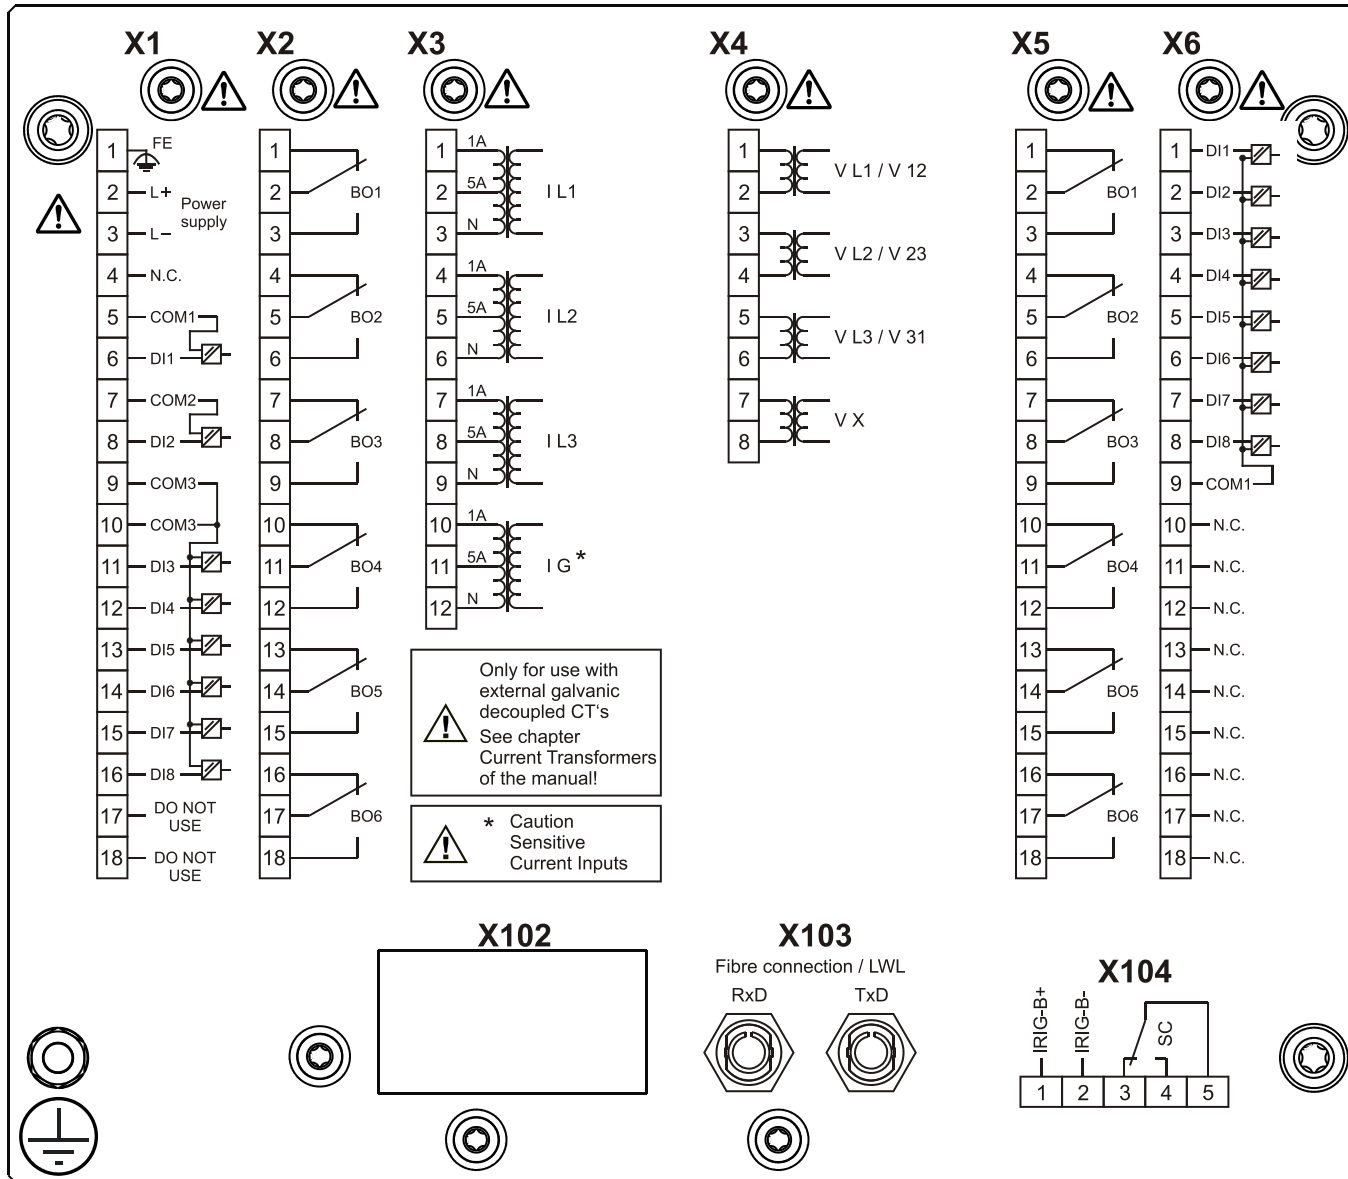 X1
1 FE
2 L+ Power supply
3 L−
4 N.C.
5 COM1
6 DI1
7 COM2
8 DI2
9 COM3
10 COM3
11 DI3
12 DI4
13 DI5
14 DI6
15 DI7
16 DI8
17 DO NOT
USE
18 DO NOT
USE
X2
1
2 BO1
3
4
5 BO2
6
7
8 BO3
9
10
11 BO4
12
13
14 BO5
15
16
17 BO6
18
X3
1 1A
2 5A I L1
3 N
4 1A
5 5A I L2
6 N
7 1A
8 5A I L3
9 N
10 1A
11 5A I G *
12 N
! Only for use with
external galvanic
decoupled CT‘s
See chapter
Current Transformers
of the manual!
! * Caution
Sensitive
Current Inputs
X4
1
V L1 / V 12
2
3
V L2 / V 23
4
5
V L3 / V 31
6
7
V X
8
X5
1
2 BO1
3
4
5 BO2
6
7
8 BO3
9
10
11 BO4
12
13
14 BO5
15
16
17 BO6
18
X6
1 DI1
2 DI2
3 DI3
4 DI4
5 DI5
6 DI6
7 DI7
8 DI8
9 COM1
10 N.C.
11 N.C.
12 N.C.
13 N.C.
14 N.C.
15 N.C.
16 N.C.
17 N.C.
18 N.C.
X102
X103
Fibre connection / LWL
RxD TxD
X104
IRIG-B+
IRIG-B-
SC
1 2 3 4 5